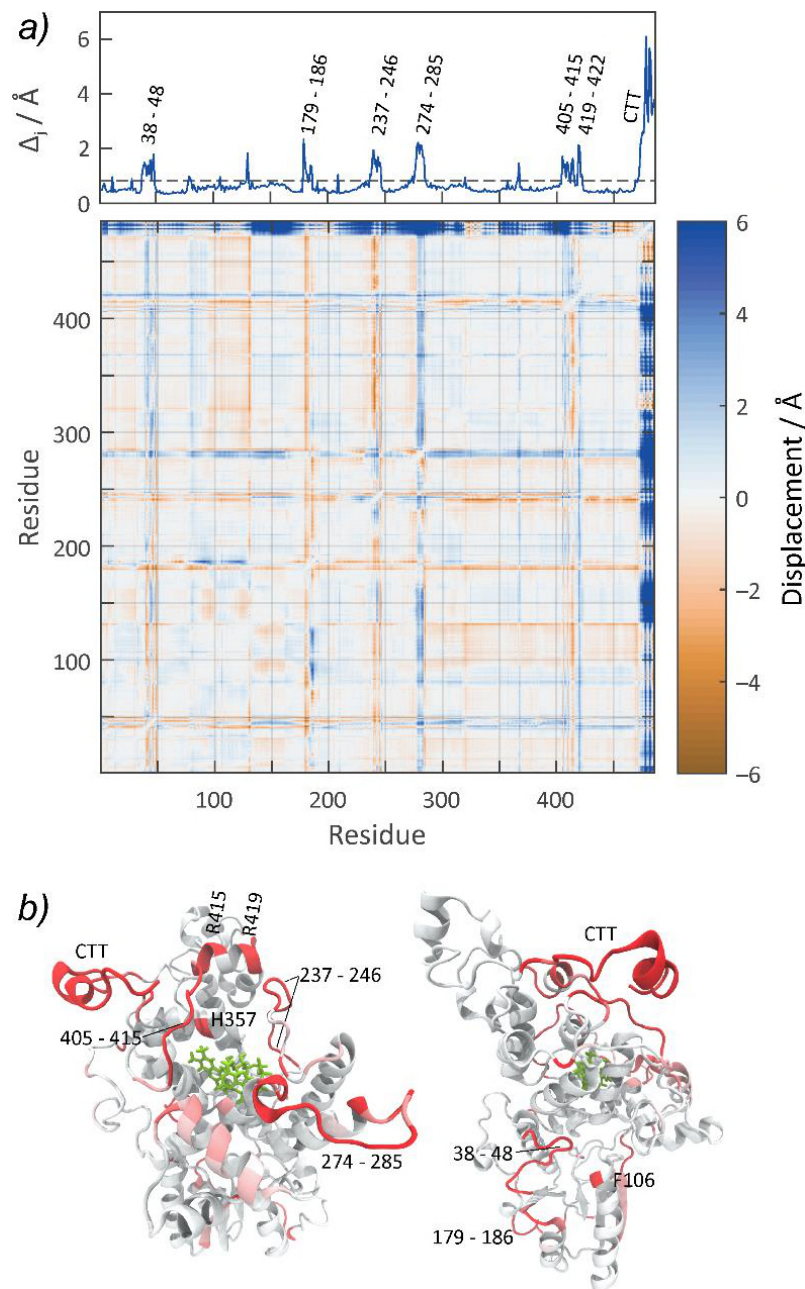 a)
6
4
2
0
Δj / Å
38 - 48
179 - 186
237 - 246
274 - 285
405 - 415
419 - 422
CTT
400
300
200
100
Residue
100
200
300
400
Residue
6
4
2
0
−2
−4
−6
Displacement / Å
b)
R415
R419
CTT
237 - 246
405 - 415
H357
274 - 285
CTT
38 - 48
F106
179 - 186